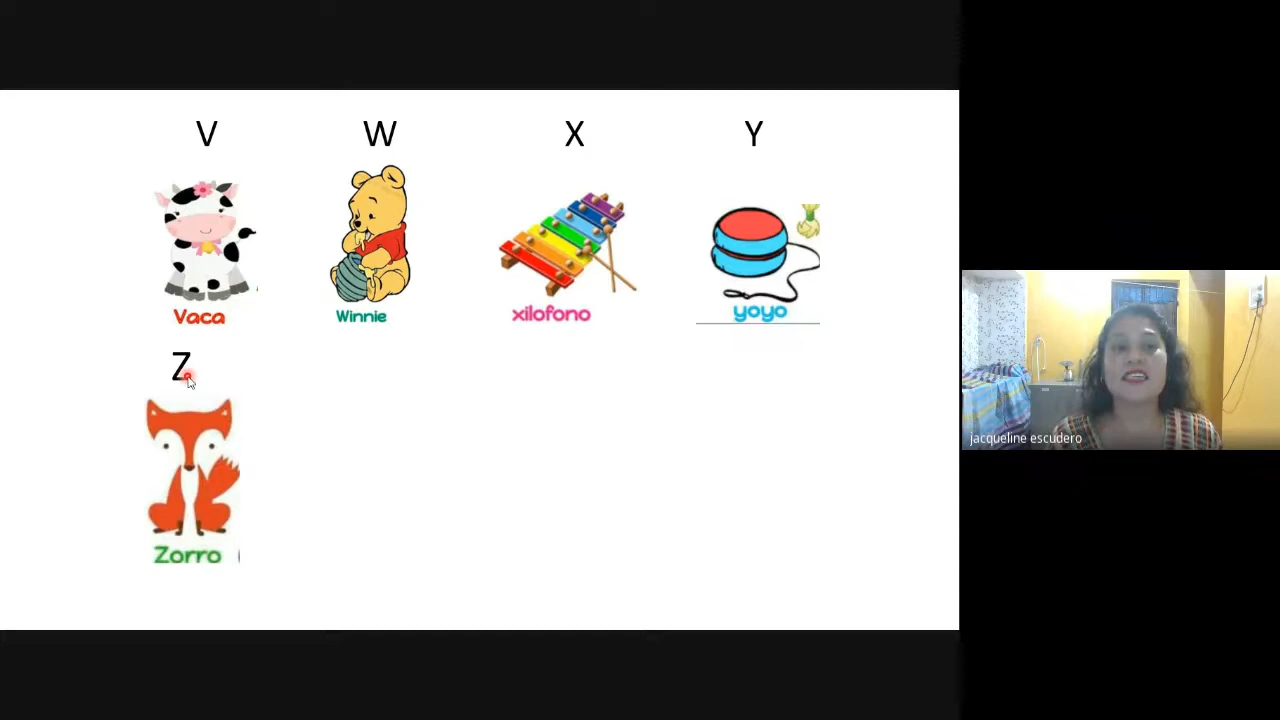 V W X Y
Vaca Winnie xilofono yoyo
Z
Zorro
jacqueline escudero